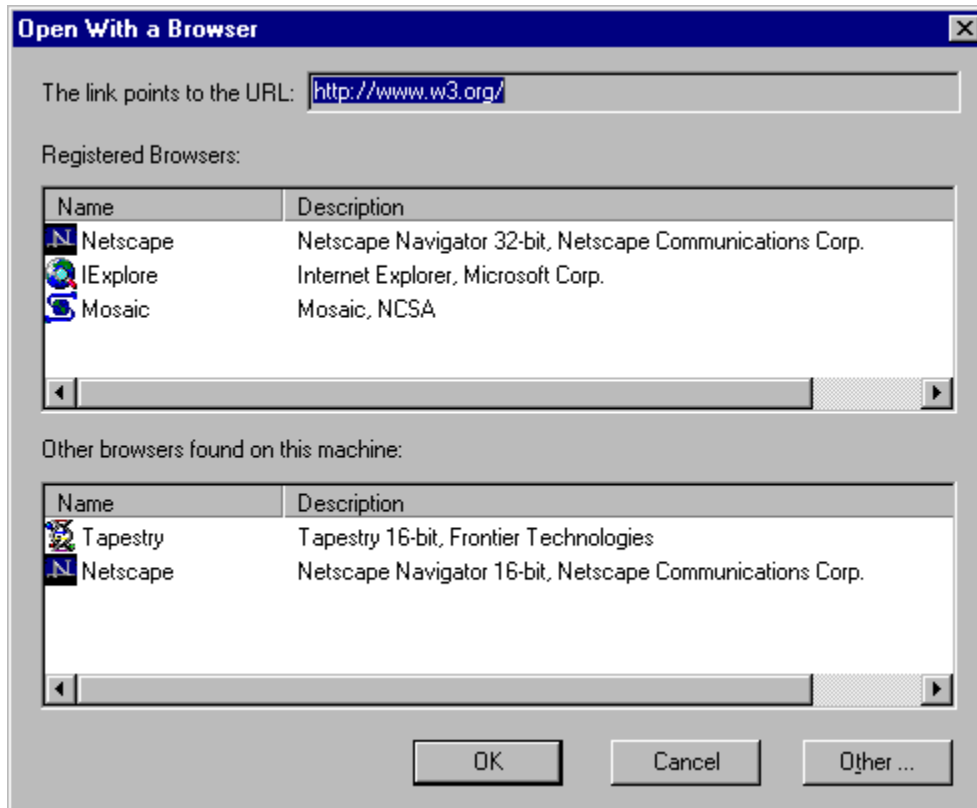 Open With a Browser
The link points to the URL: http://www.w3.org/
Registered Browsers:
Name Description
Netscape Netscape Navigator 32-bit, Netscape Communications Corp.
IExplore Internet Explorer, Microsoft Corp.
Mosaic Mosaic, NCSA
Other browsers found on this machine:
Name Description
Tapestry Tapestry 16-bit, Frontier Technologies
Netscape Netscape Navigator 16-bit, Netscape Communications Corp.
OK Cancel Other ...